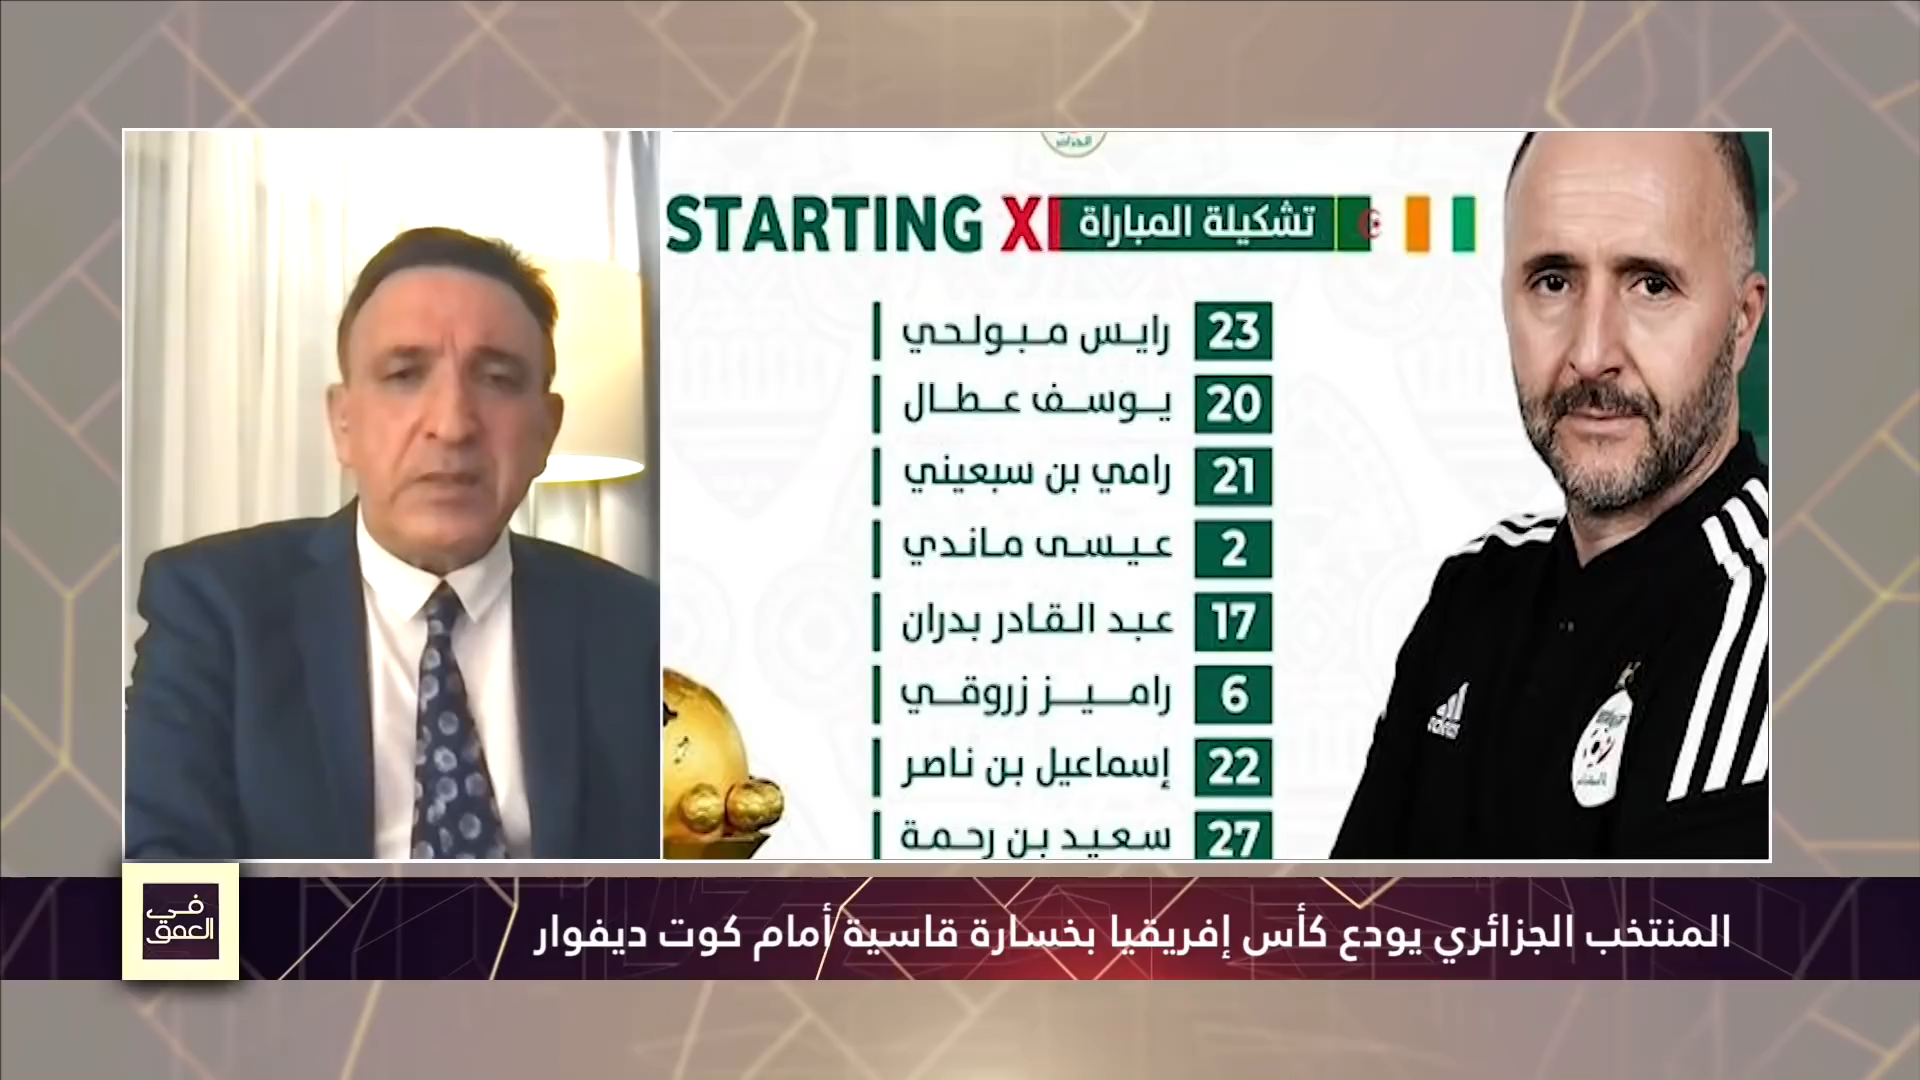 الجزائر
STARTING XI تشكيلة المباراة
23 رايس مبولحي
20 يوسف عطال
21 رامي بن سبعيني
2 عيسى ماندي
17 عبد القادر بدران
6 راميز زروقي
22 إسماعيل بن ناصر
27 سعيد بن رحمة
adidas
المنتخب الجزائري يودع كأس إفريقيا بخسارة قاسية أمام كوت ديفوار
في
العمق